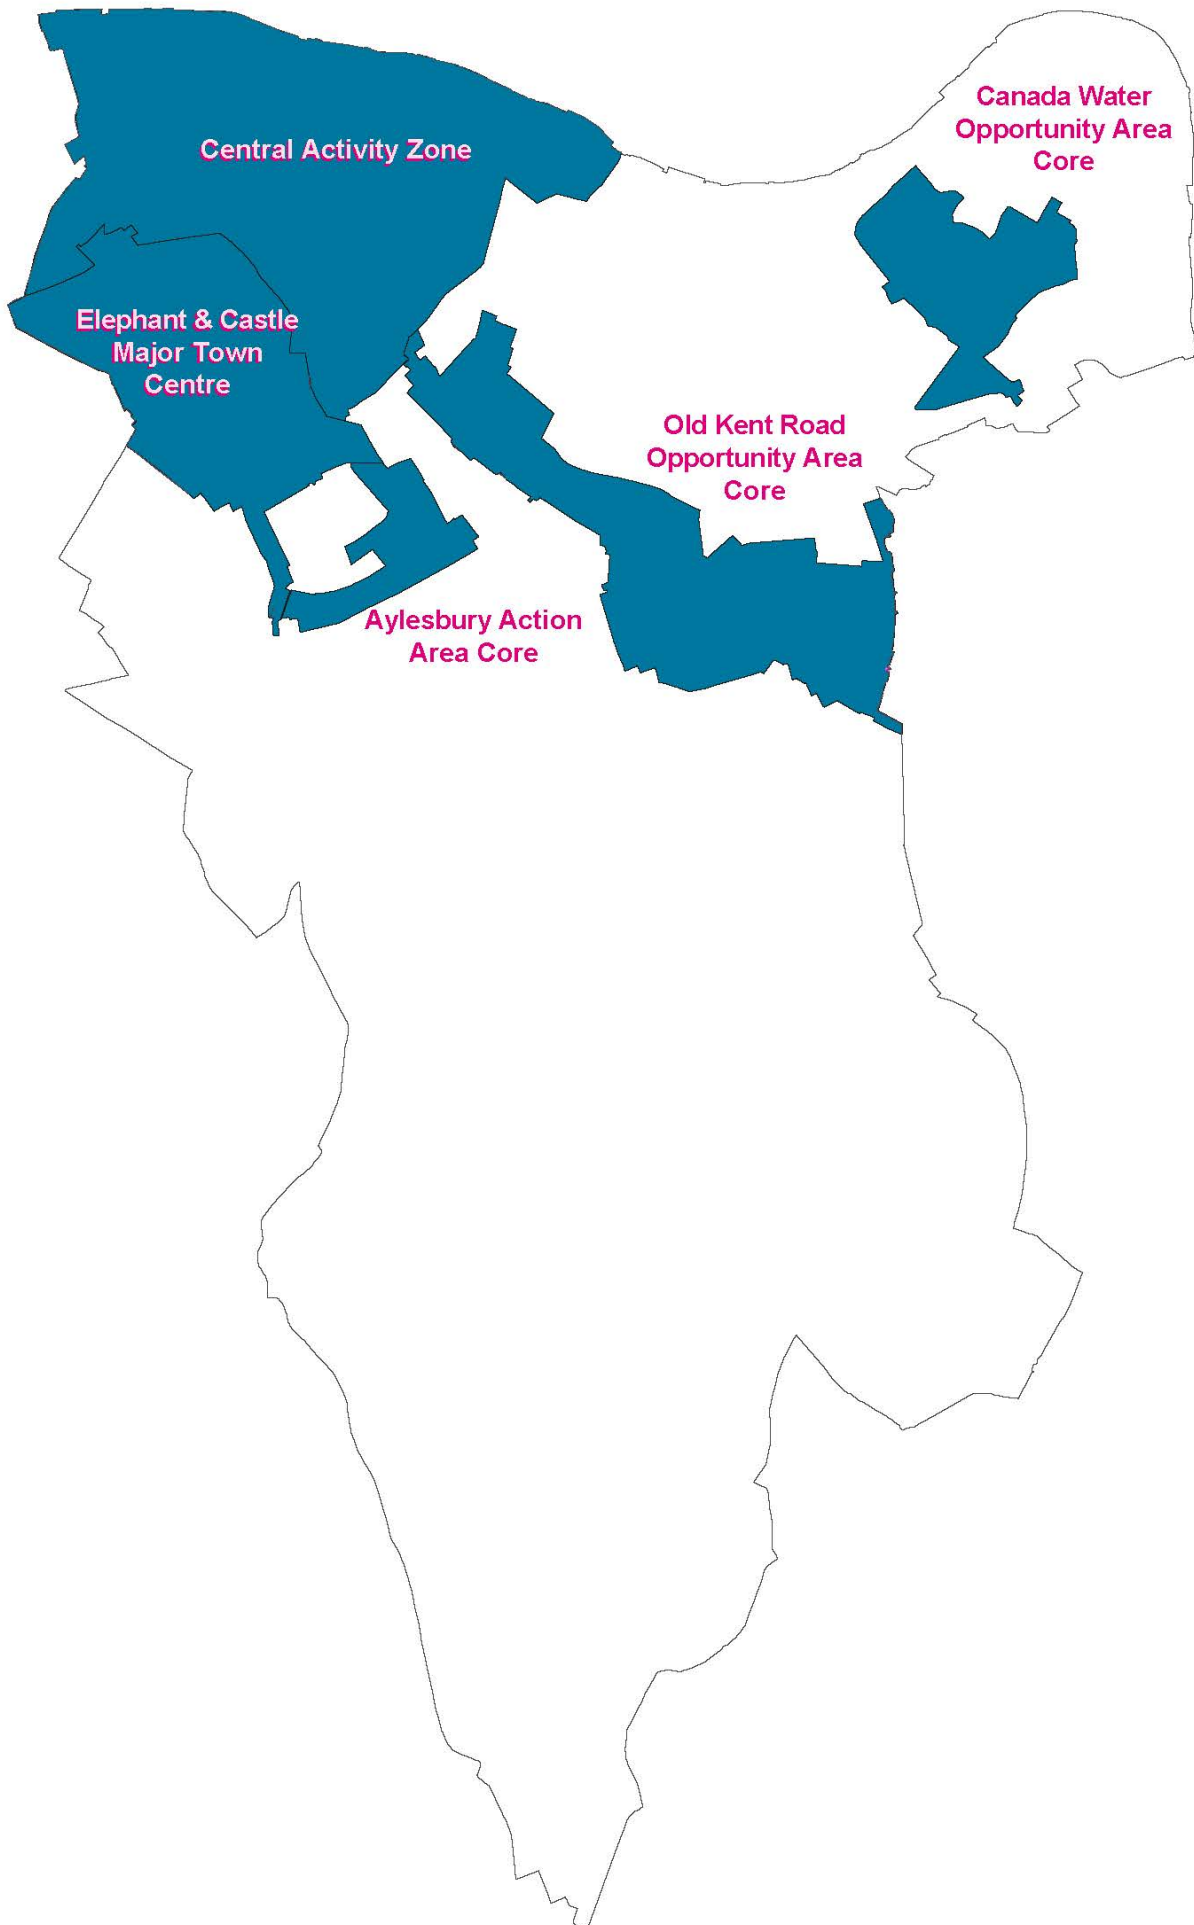 Canada Water
Opportunity Area
Core
Central Activity Zone
Elephant & Castle
Major Town
Centre
Old Kent Road
Opportunity Area
Core
Aylesbury Action
Area Core